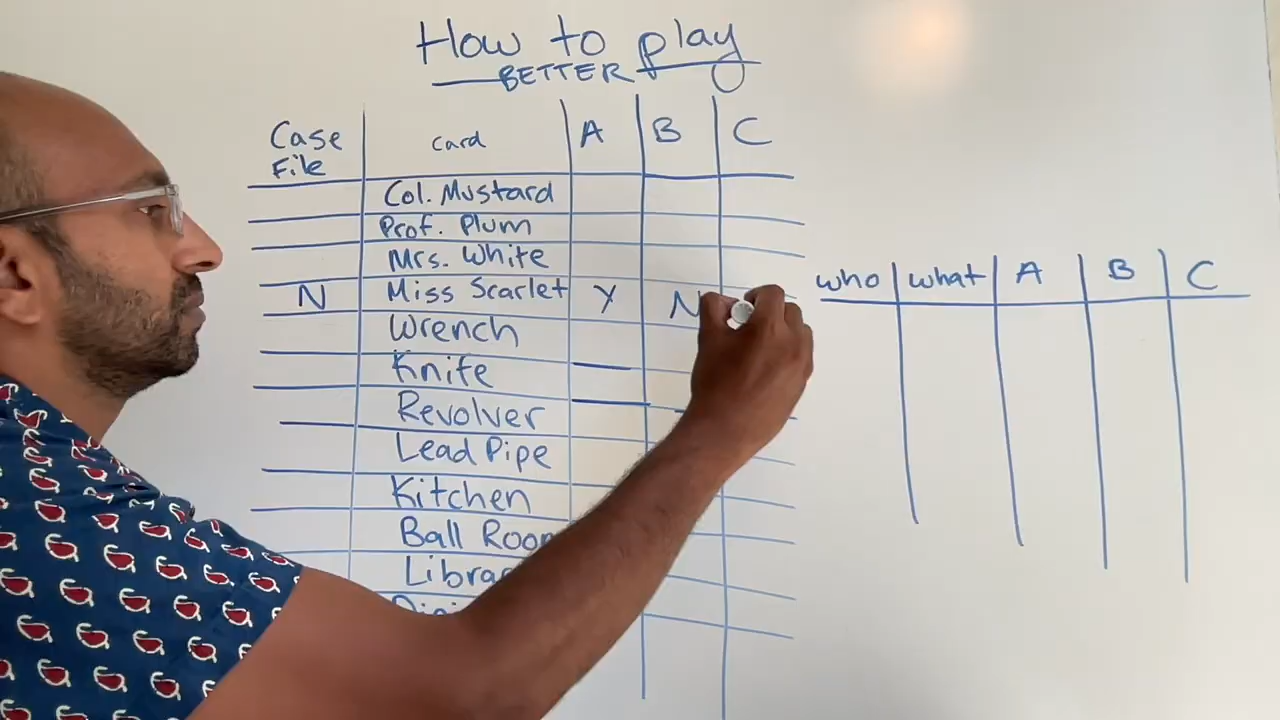 How to play
BETTER
Case File card A B C
Col. Mustard
Prof. Plum
Mrs. White
N Miss Scarlet Y N
Wrench
Knife
Revolver
Lead Pipe
Kitchen
Ball
who what A B C